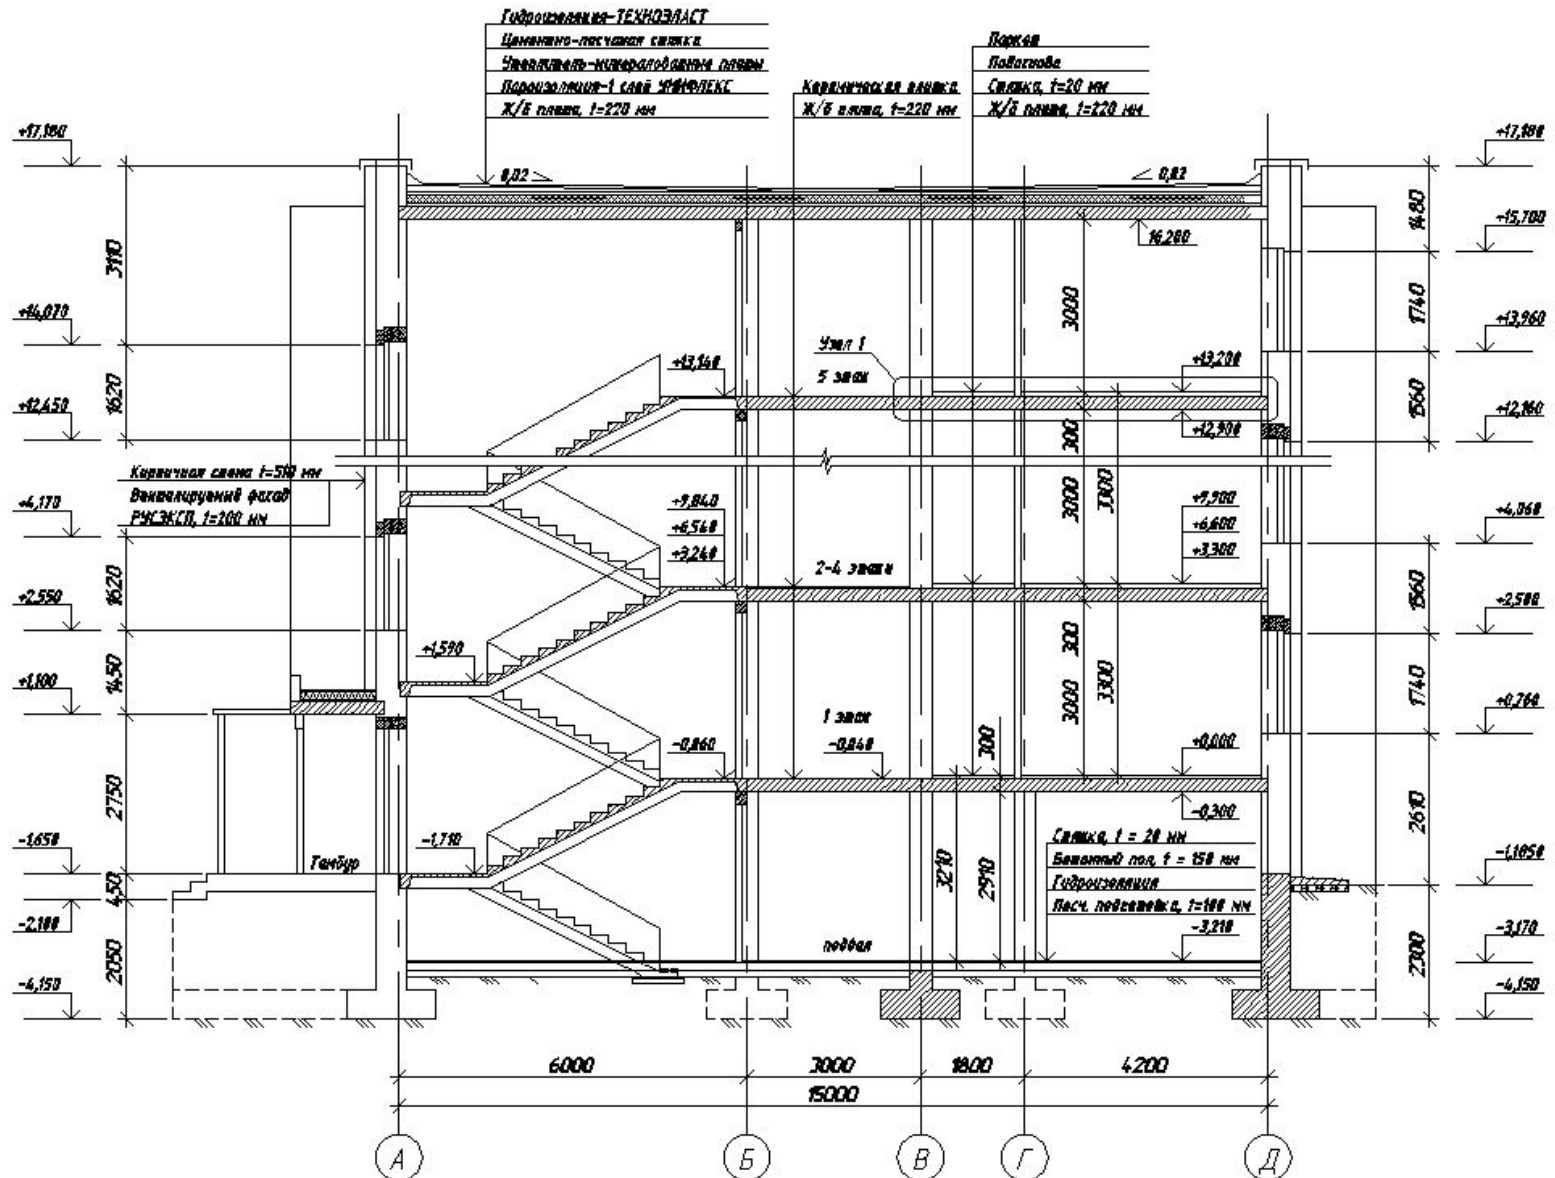 Гидроизоляция-ТЕХНОЭЛАСТ
Цементно-песчаная стяжка
Утеплитель-минераловатные плиты
Пароизоляция-1 слой УНИФЛЕКС
Ж/б плита, t=220 мм
Керамическая плитка
Ж/б плита, t=220 мм
Паркет
Подоснова
Стяжка, t=20 мм
Ж/б плита, t=220 мм
+17,180
+17,180
0,02
0,02
1480
+15,700
16,200
3110
3000
1740
+14,070
+13,960
Узел 1
+13,140
5 этаж
+13,200
1620
1560
+12,450
+12,160
+12,900
300
Кирпичная стена t=510 мм
Вентилируемый фасад
РУСЭКСП, t=200 мм
+4,170
+9,840
+6,540
+3,240
3000
3300
+9,900
+6,600
+3,300
+4,060
2-4 этажи
1620
1560
+2,550
+2,500
+1,590
300
1450
3300
3000
1740
+1,100
+0,760
1 этаж
-0,860
-0,840
300
+0,000
-0,300
2750
2610
-1,650
-1,710
Тамбур
3210
2910
Стяжка, t = 20 мм
Бетонный пол, t = 150 мм
Гидроизоляция
Песч. подготовка, t=100 мм
-1,1850
450
-2,100
подвал
-3,210
-3,170
2050
2300
-4,150
-4,150
6000
3000
1800
4200
15000
А
Б
В
Г
Д